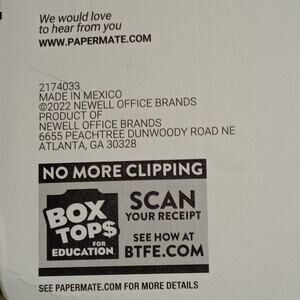 We would love
to hear from you
WWW.PAPERMATE.COM
2174033
MADE IN MEXICO
©2022 NEWELL OFFICE BRANDS
PRODUCT OF
NEWELL OFFICE BRANDS
6655 PEACHTREE DUNWOODY ROAD NE
ATLANTA, GA 30328
NO MORE CLIPPING
BOX
TOPS
FOR
EDUCATION
SCAN
YOUR RECEIPT
SEE HOW AT
BTFE.COM
SEE PAPERMATE.COM FOR MORE DETAILS